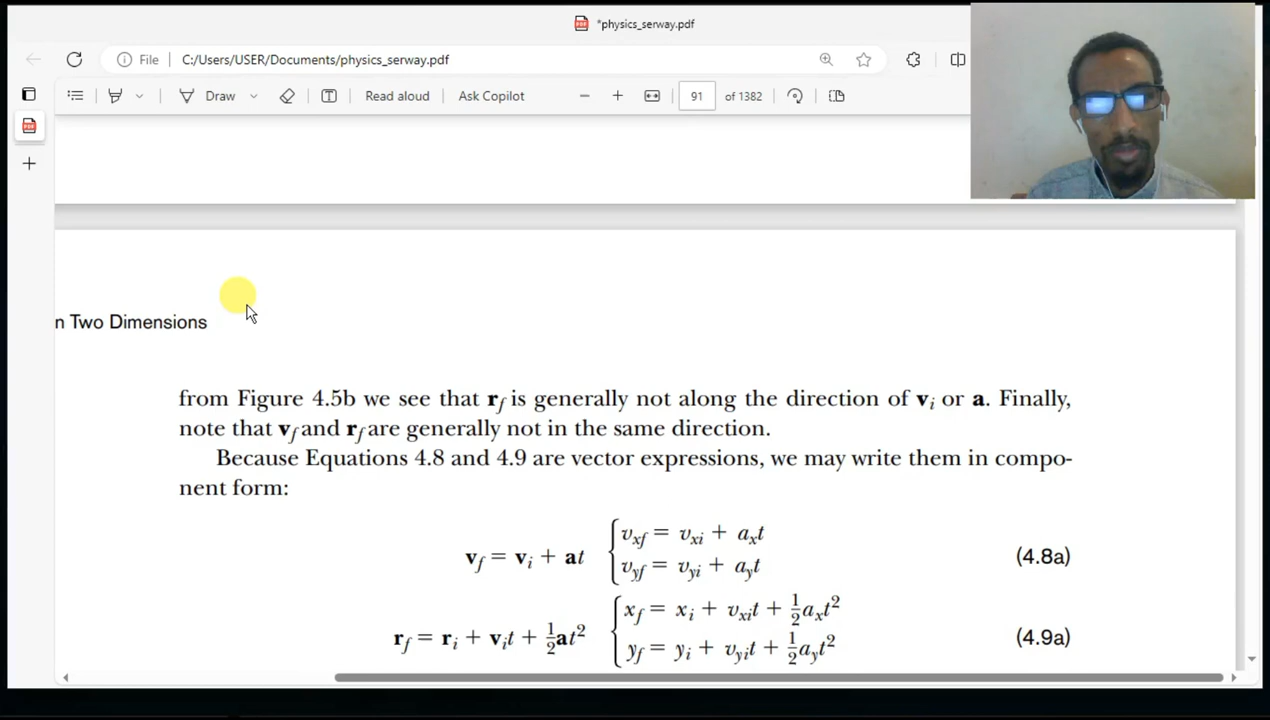 *physics_serway.pdf
File C:/Users/USER/Documents/physics_serway.pdf
Draw Read aloud Ask Copilot 91 of 1382
n Two Dimensions
from Figure 4.5b we see that r_f is generally not along the direction of v_i or a. Finally,
note that v_f and r_f are generally not in the same direction.
Because Equations 4.8 and 4.9 are vector expressions, we may write them in compo-
nent form:
v_f = v_i + at { v_xf = v_xi + a_x t
v_yf = v_yi + a_y t (4.8a)
r_f = r_i + v_i t + ½at² { x_f = x_i + v_xi t + ½a_x t²
y_f = y_i + v_yi t + ½a_y t² (4.9a)